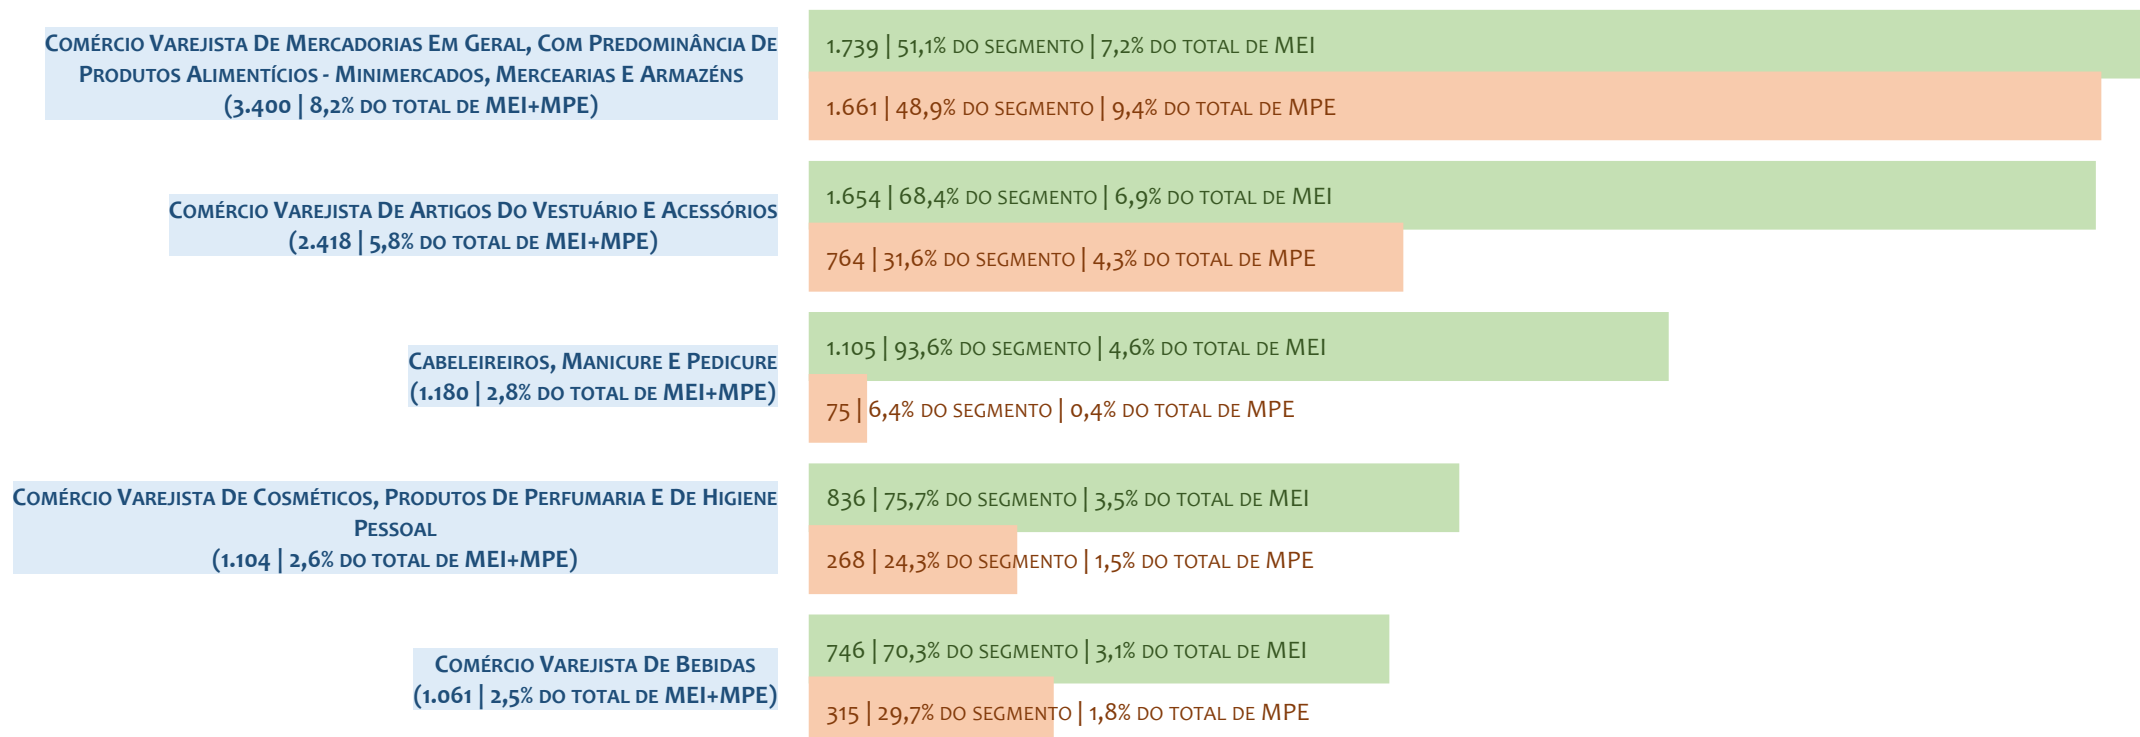 Comércio Varejista De Mercadorias Em Geral, Com Predominância De
Produtos Alimentícios - Minimercados, Mercearias E Armazéns
(3.400 | 8,2% do total de MEI+MPE)
1.739 | 51,1% do segmento | 7,2% do total de MEI
1.661 | 48,9% do segmento | 9,4% do total de MPE
Comércio Varejista De Artigos Do Vestuário E Acessórios
(2.418 | 5,8% do total de MEI+MPE)
1.654 | 68,4% do segmento | 6,9% do total de MEI
764 | 31,6% do segmento | 4,3% do total de MPE
Cabeleireiros, Manicure E Pedicure
(1.180 | 2,8% do total de MEI+MPE)
1.105 | 93,6% do segmento | 4,6% do total de MEI
75 | 6,4% do segmento | 0,4% do total de MPE
Comércio Varejista De Cosméticos, Produtos De Perfumaria E De Higiene
Pessoal
(1.104 | 2,6% do total de MEI+MPE)
836 | 75,7% do segmento | 3,5% do total de MEI
268 | 24,3% do segmento | 1,5% do total de MPE
Comércio Varejista De Bebidas
(1.061 | 2,5% do total de MEI+MPE)
746 | 70,3% do segmento | 3,1% do total de MEI
315 | 29,7% do segmento | 1,8% do total de MPE